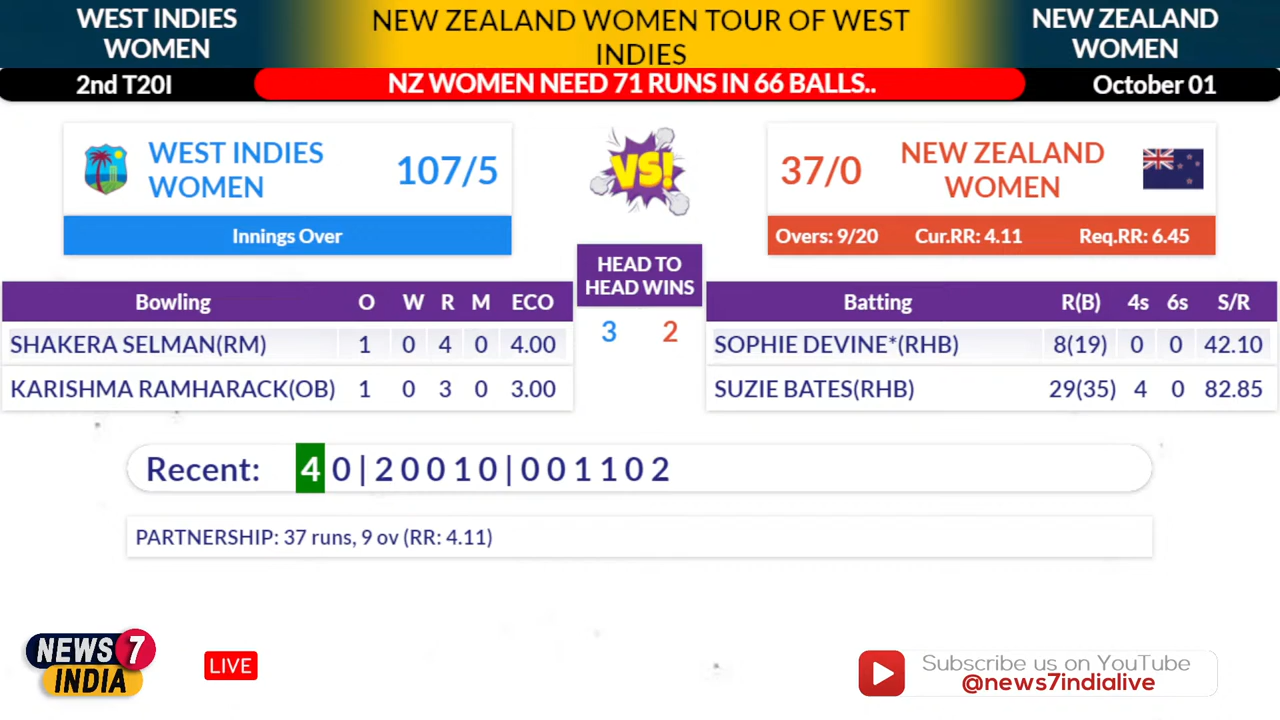 WEST INDIES
WOMEN
NEW ZEALAND WOMEN TOUR OF WEST
INDIES
NEW ZEALAND
WOMEN
2nd T20I
NZ WOMEN NEED 71 RUNS IN 66 BALLS..
October 01
WEST INDIES
WOMEN
107/5
Innings Over
VS!
37/0
NEW ZEALAND
WOMEN
Overs: 9/20 Cur.RR: 4.11 Req.RR: 6.45
HEAD TO
HEAD WINS
3 2
Bowling O W R M ECO
SHAKERA SELMAN(RM) 1 0 4 0 4.00
KARISHMA RAMHARACK(OB) 1 0 3 0 3.00
Batting R(B) 4s 6s S/R
SOPHIE DEVINE*(RHB) 8(19) 0 0 42.10
SUZIE BATES(RHB) 29(35) 4 0 82.85
Recent: 4 0 | 2 0 0 1 0 | 0 0 1 1 0 2
PARTNERSHIP: 37 runs, 9 ov (RR: 4.11)
NEWS 7
INDIA
LIVE
Subscribe us on YouTube
@news7indialive